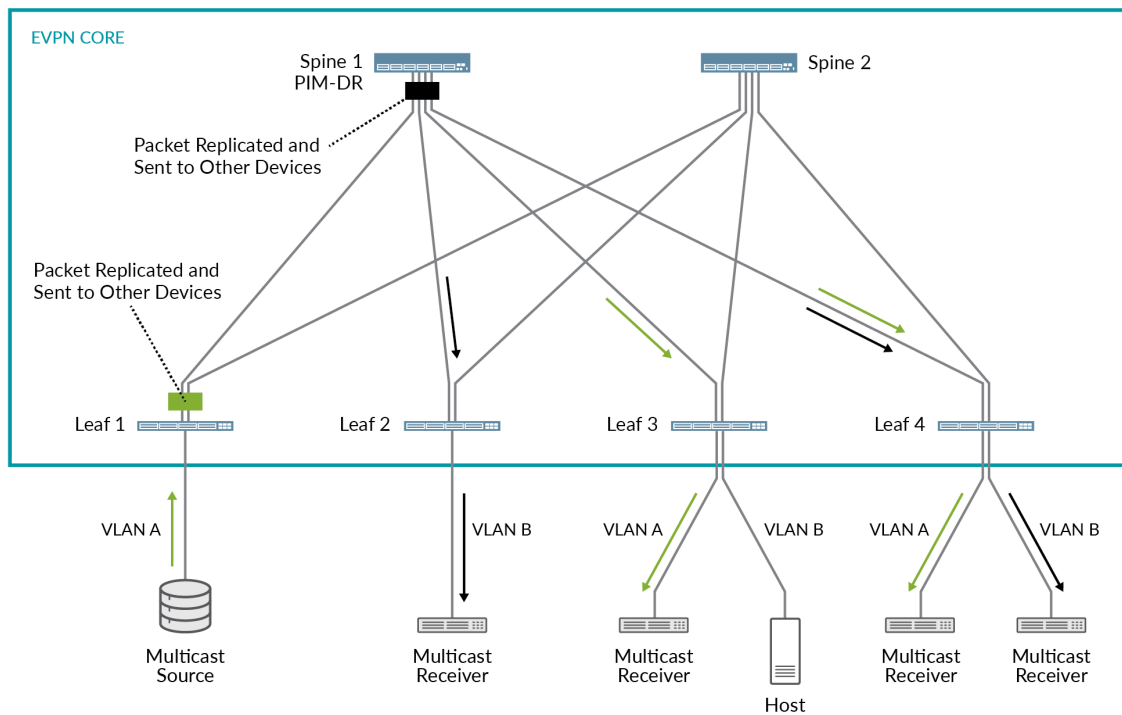 EVPN CORE
Spine 1
PIM-DR
Spine 2
Packet Replicated and
Sent to Other Devices
Packet Replicated and
Sent to Other Devices
Leaf 1
Leaf 2
Leaf 3
Leaf 4
VLAN A
VLAN B
VLAN A
VLAN B
VLAN A
VLAN B
Multicast
Source
Multicast
Receiver
Multicast
Receiver
Host
Multicast
Receiver
Multicast
Receiver